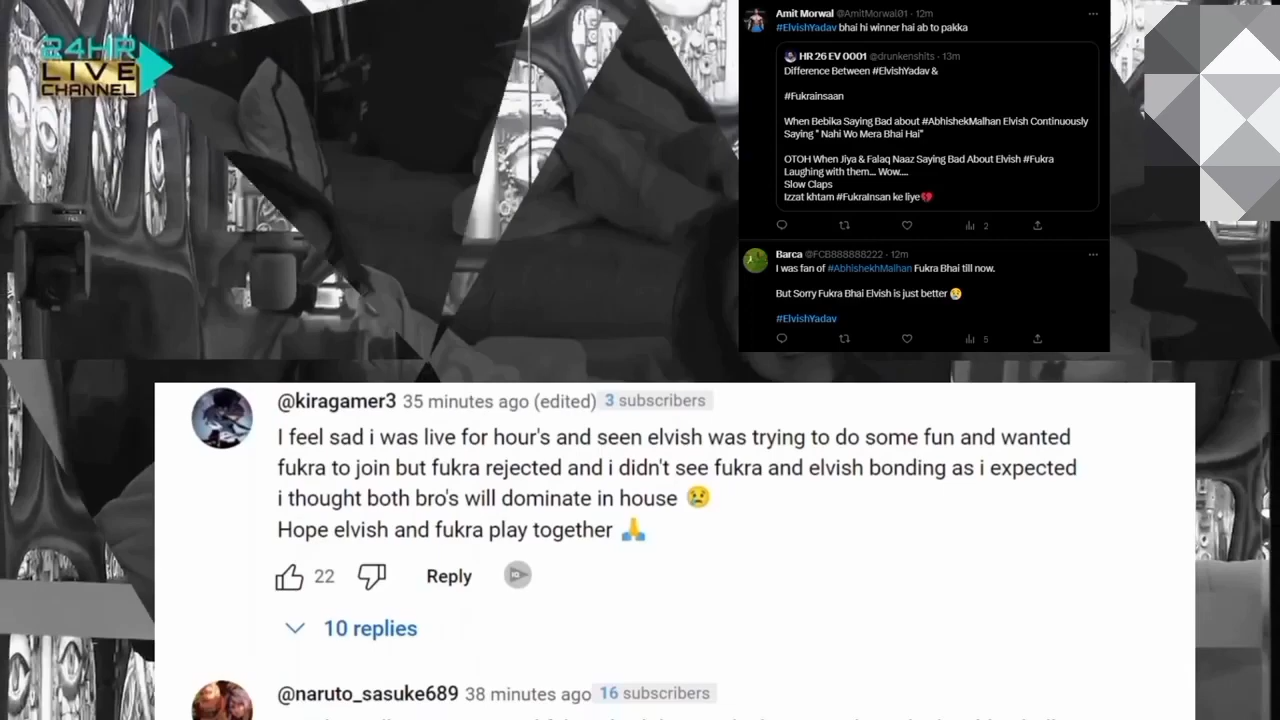 24HR
LIVE
CHANNEL
Amit Morwal @AmitMorwal01 · 12m
#ElvishYadav bhai hi winner hai ab to pakka
HR 26 EV 0001 @drunkenshits · 13m
Difference Between #ElvishYadav &
#Fukrainsaan
When Bebika Saying Bad about #AbhishekMalhan Elvish Continuously
Saying " Nahi Wo Mera Bhai Hai"
OTOH When Jiya & Falaq Naaz Saying Bad About Elvish #Fukra
Laughing with them... Wow....
Slow Claps
Izzat khtam #FukraInsan ke liye💔
2
Barca @FCB888888222 · 12m
I was fan of #AbhishekhMalhan Fukra Bhai till now.
But Sorry Fukra Bhai Elvish is just better 😢
#ElvishYadav
5
@kiragamer3 35 minutes ago (edited) 3 subscribers
I feel sad i was live for hour's and seen elvish was trying to do some fun and wanted
fukra to join but fukra rejected and i didn't see fukra and elvish bonding as i expected
i thought both bro's will dominate in house 😢
Hope elvish and fukra play together 🙏
22 Reply
10 replies
@naruto_sasuke689 38 minutes ago 16 subscribers